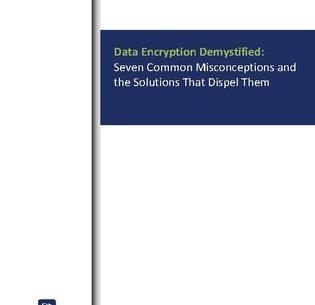 Data Encryption Demystified:
Seven Common Misconceptions and
the Solutions That Dispel Them